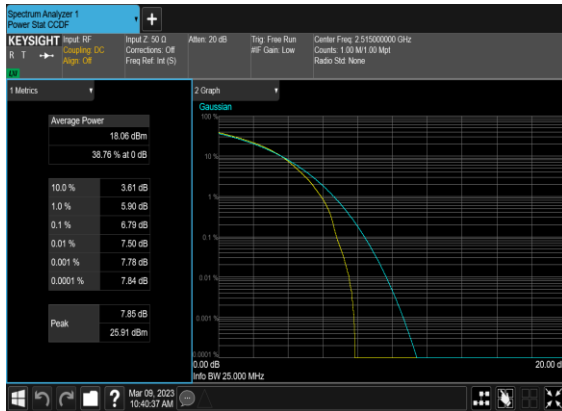 Spectrum Analyzer 1
Power Stat CCDF
KEYSIGHT
R T
LXI
Input: RF
Coupling: DC
Align: Off
Input Z: 50 Ω
Corrections: Off
Freq Ref: Int (S)
Atten: 20 dB
Trig: Free Run
#IF Gain: Low
Center Freq: 2.515000000 GHz
Counts: 1.00 M/1.00 Mpt
Radio Std: None
1 Metrics
Average Power
18.06 dBm
38.76 % at 0 dB
10.0 % 3.61 dB
1.0 % 5.90 dB
0.1 % 6.79 dB
0.01 % 7.50 dB
0.001 % 7.78 dB
0.0001 % 7.84 dB
Peak
7.85 dB
25.91 dBm
2 Graph
Gaussian
100 %
10 %
1 %
0.1 %
0.01 %
0.001 %
0.0001 %
0.00 dB
20.00 d
Info BW 25.000 MHz
?
Mar 09, 2023
10:40:37 AM